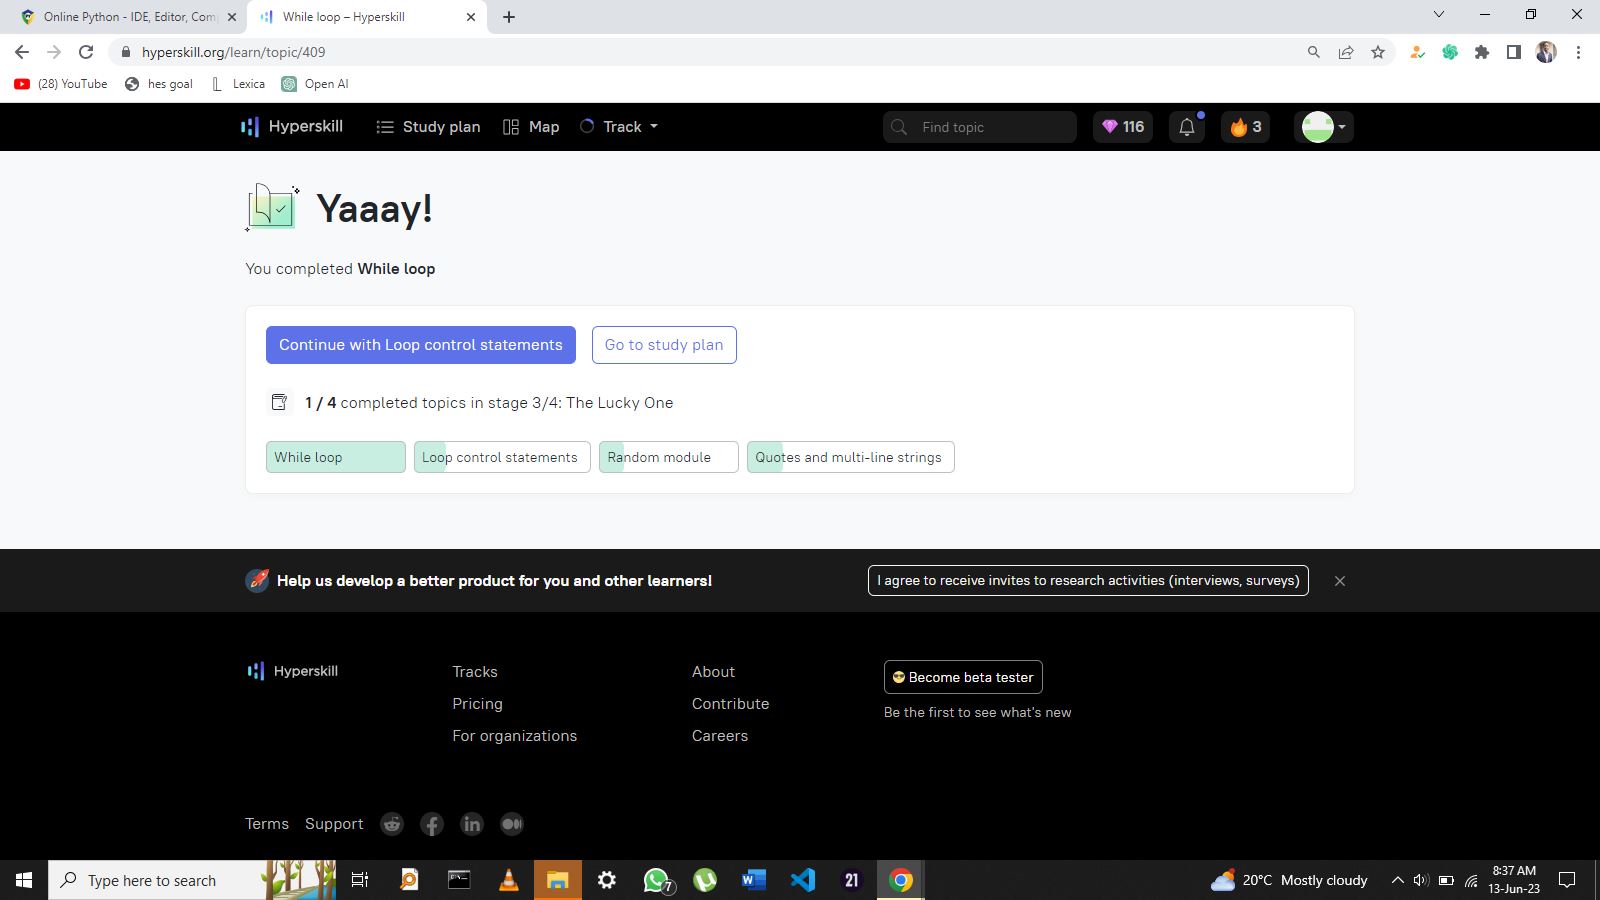 Online Python - IDE, Editor, Com
While loop – Hyperskill
hyperskill.org/learn/topic/409
(28) YouTube
hes goal
Lexica
Open AI
Hyperskill
Study plan
Map
Track
Find topic
116
3
Yaaay!
You completed While loop
Continue with Loop control statements
Go to study plan
1 / 4 completed topics in stage 3/4: The Lucky One
While loop
Loop control statements
Random module
Quotes and multi-line strings
Help us develop a better product for you and other learners!
I agree to receive invites to research activities (interviews, surveys)
Hyperskill
Tracks
About
Become beta tester
Pricing
Contribute
Be the first to see what's new
For organizations
Careers
Terms
Support
Type here to search
7
21
20°C Mostly cloudy
8:37 AM
13-Jun-23